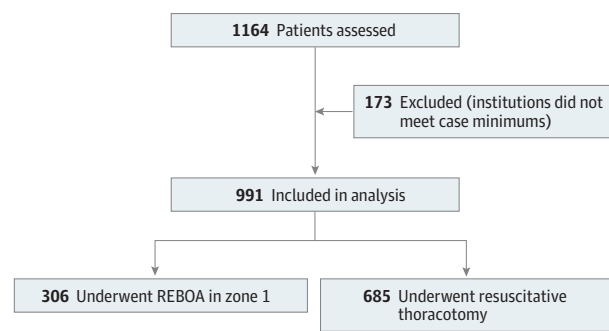 1164 Patients assessed
173 Excluded (institutions did not
meet case minimums)
991 Included in analysis
306 Underwent REBOA in zone 1
685 Underwent resuscitative
thoracotomy